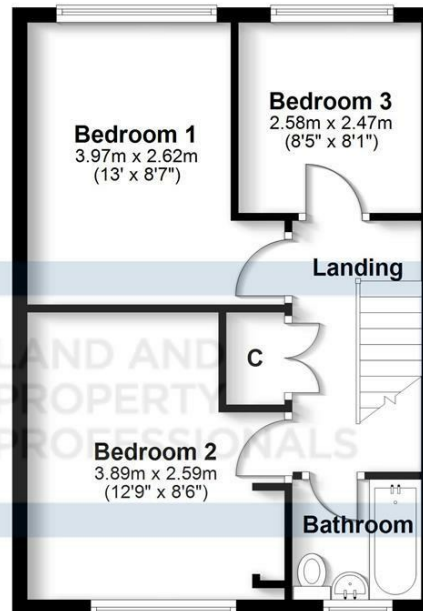 Bedroom 1
3.97m x 2.62m
(13' x 8'7")
Bedroom 3
2.58m x 2.47m
(8'5" x 8'1")
Landing
C
LAND AND
PROPERTY
PROFESSIONALS
Bedroom 2
3.89m x 2.59m
(12'9" x 8'6")
Bathroom